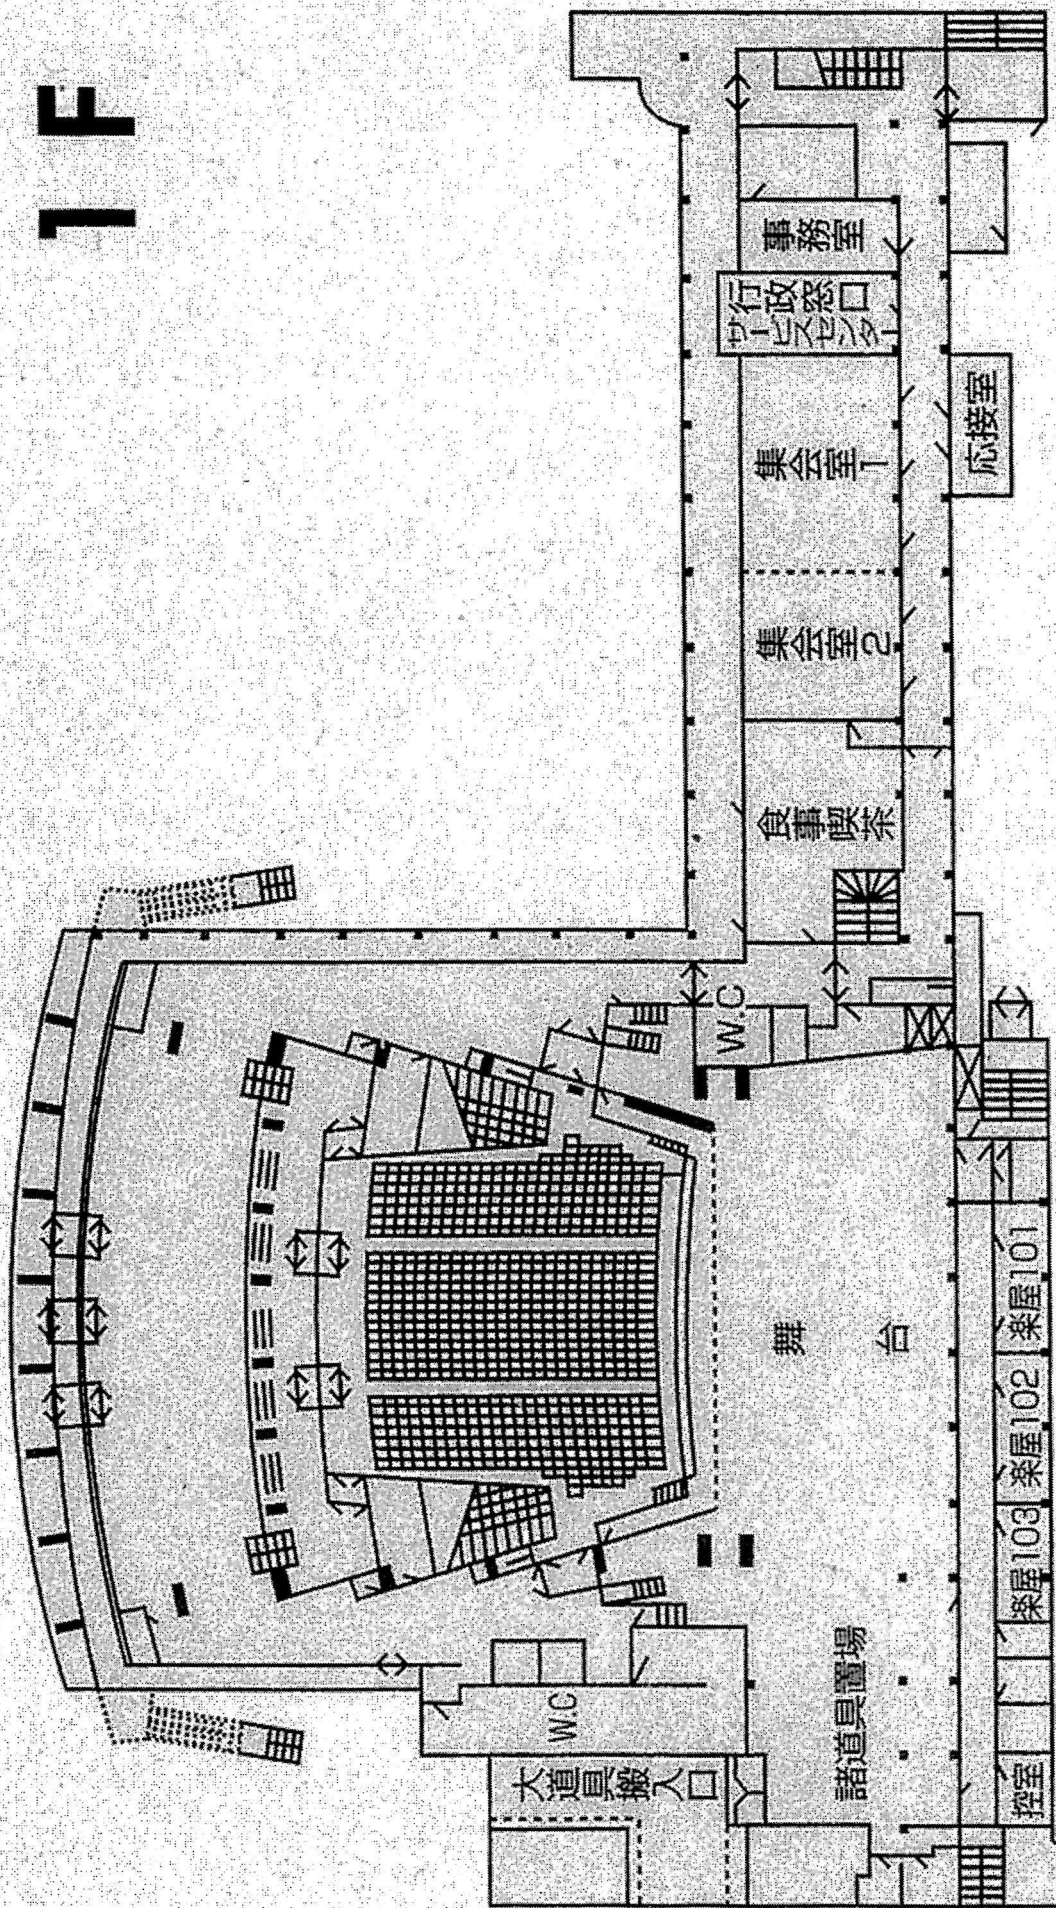 1F
事務室
行政窓口
サービスセンター
集会室1
応接室
集会室2
食事喫茶
W.C
舞台
楽屋101
楽屋102
楽屋103
諸道具置場
W.C
大道具搬入口
控室